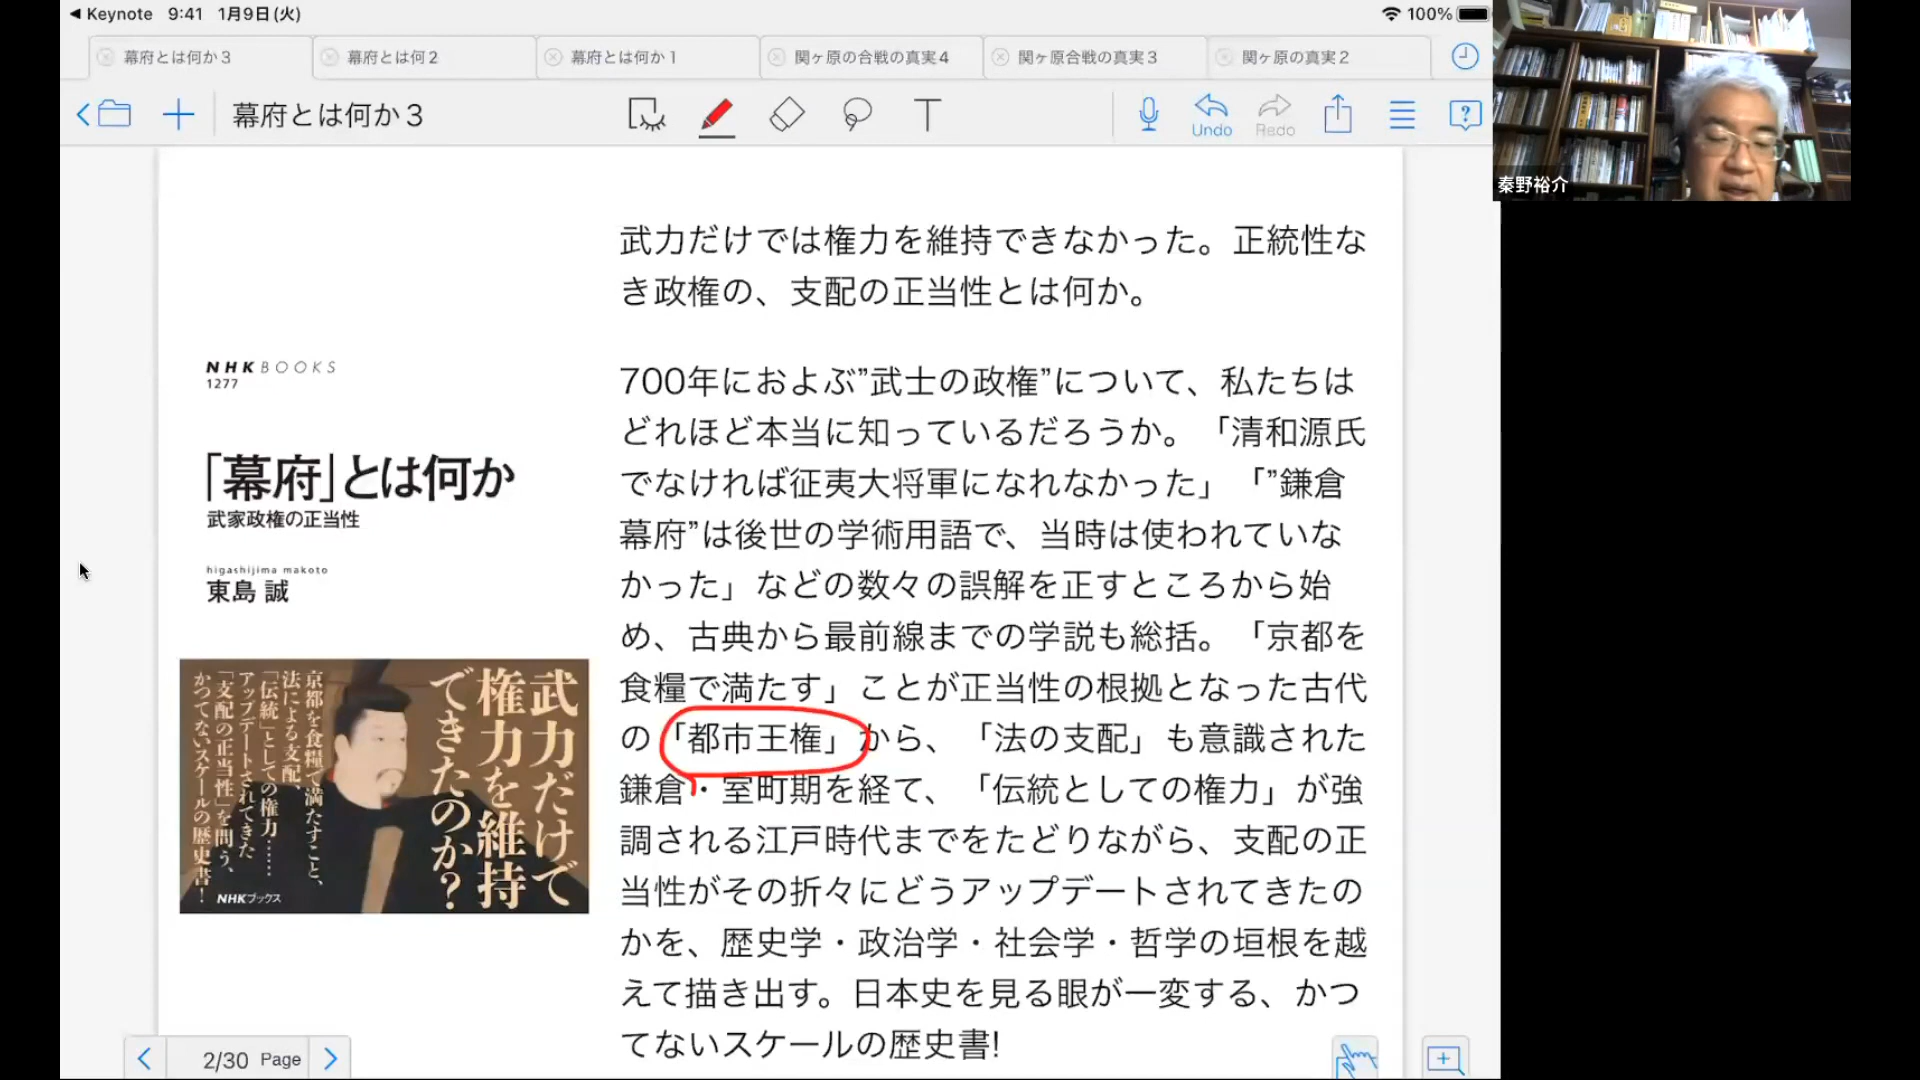 Keynote 9:41 1月9日(火)
100%
幕府とは何か３
幕府とは何2
幕府とは何か１
関ヶ原の合戦の真実４
関ヶ原合戦の真実３
関ヶ原の真実２
幕府とは何か３
Undo
Redo
秦野裕介
武力だけでは権力を維持できなかった。正統性な
き政権の、支配の正当性とは何か。
700年におよぶ”武士の政権”について、私たちは
どれほど本当に知っているだろうか。「清和源氏
でなければ征夷大将軍になれなかった」「”鎌倉
幕府”は後世の学術用語で、当時は使われていな
かった」などの数々の誤解を正すところから始
め、古典から最前線までの学説も総括。「京都を
食糧で満たす」ことが正当性の根拠となった古代
の「都市王権」から、「法の支配」も意識された
鎌倉・室町期を経て、「伝統としての権力」が強
調される江戸時代までをたどりながら、支配の正
当性がその折々にどうアップデートされてきたの
かを、歴史学・政治学・社会学・哲学の垣根を越
えて描き出す。日本史を見る眼が一変する、かつ
てないスケールの歴史書!
NHK BOOKS
1277
「幕府」とは何か
武家政権の正当性
higashijima makoto
東島 誠
武力だけで
権力を維持
できたのか?
京都を食糧で満たすこと、
法による支配、
「伝統」としての権力……
アップデートされてきた
「支配の正当性」を問う、
かつてないスケールの歴史書!
NHKブックス
2/30 Page